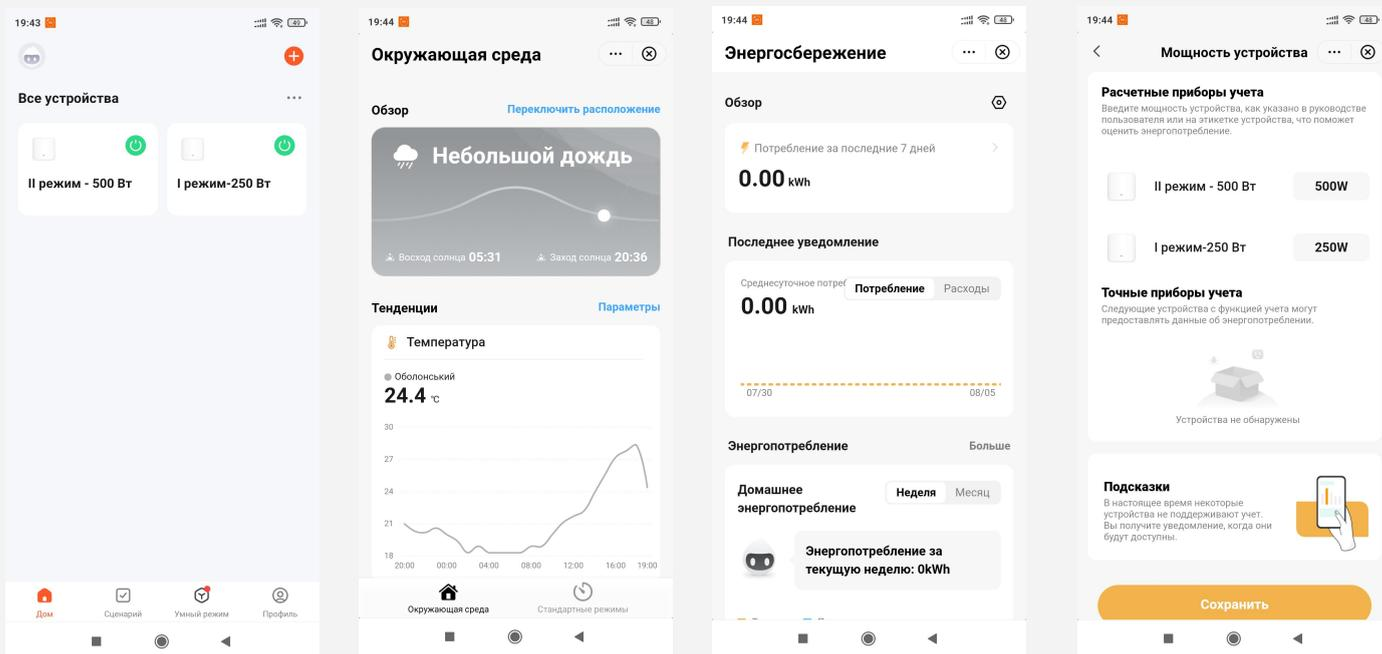 19:43
49
Все устройства
II режим - 500 Вт
I режим-250 Вт
Дом
Сценарий
Умный режим
Профиль
19:44
48
Окружающая среда
Обзор
Переключить расположение
Небольшой дождь
Восход солнца 05:31
Заход солнца 20:36
Тенденции
Параметры
Температура
Оболонський
24.4 °C
30
27
24
21
18
20:00 00:00 04:00 08:00 12:00 16:00 19:00
Окружающая среда
Стандартные режимы
19:44
48
Энергосбережение
Обзор
Потребление за последние 7 дней
0.00 kWh
Последнее уведомление
Среднесуточное потреб
Потребление
Расходы
0.00 kWh
07/30
08/05
Энергопотребление
Больше
Домашнее
энергопотребление
Неделя
Месяц
Энергопотребление за
текущую неделю: 0kWh
19:44
48
Мощность устройства
Расчетные приборы учета
Введите мощность устройства, как указано в руководстве
пользователя или на этикетке устройства, что поможет
оценить энергопотребление.
II режим - 500 Вт
500W
I режим-250 Вт
250W
Точные приборы учета
Следующие устройства с функцией учета могут
предоставлять данные об энергопотреблении.
Устройства не обнаружены
Подсказки
В настоящее время некоторые
устройства не поддерживают учет.
Вы получите уведомление, когда они
будут доступны.
Сохранить